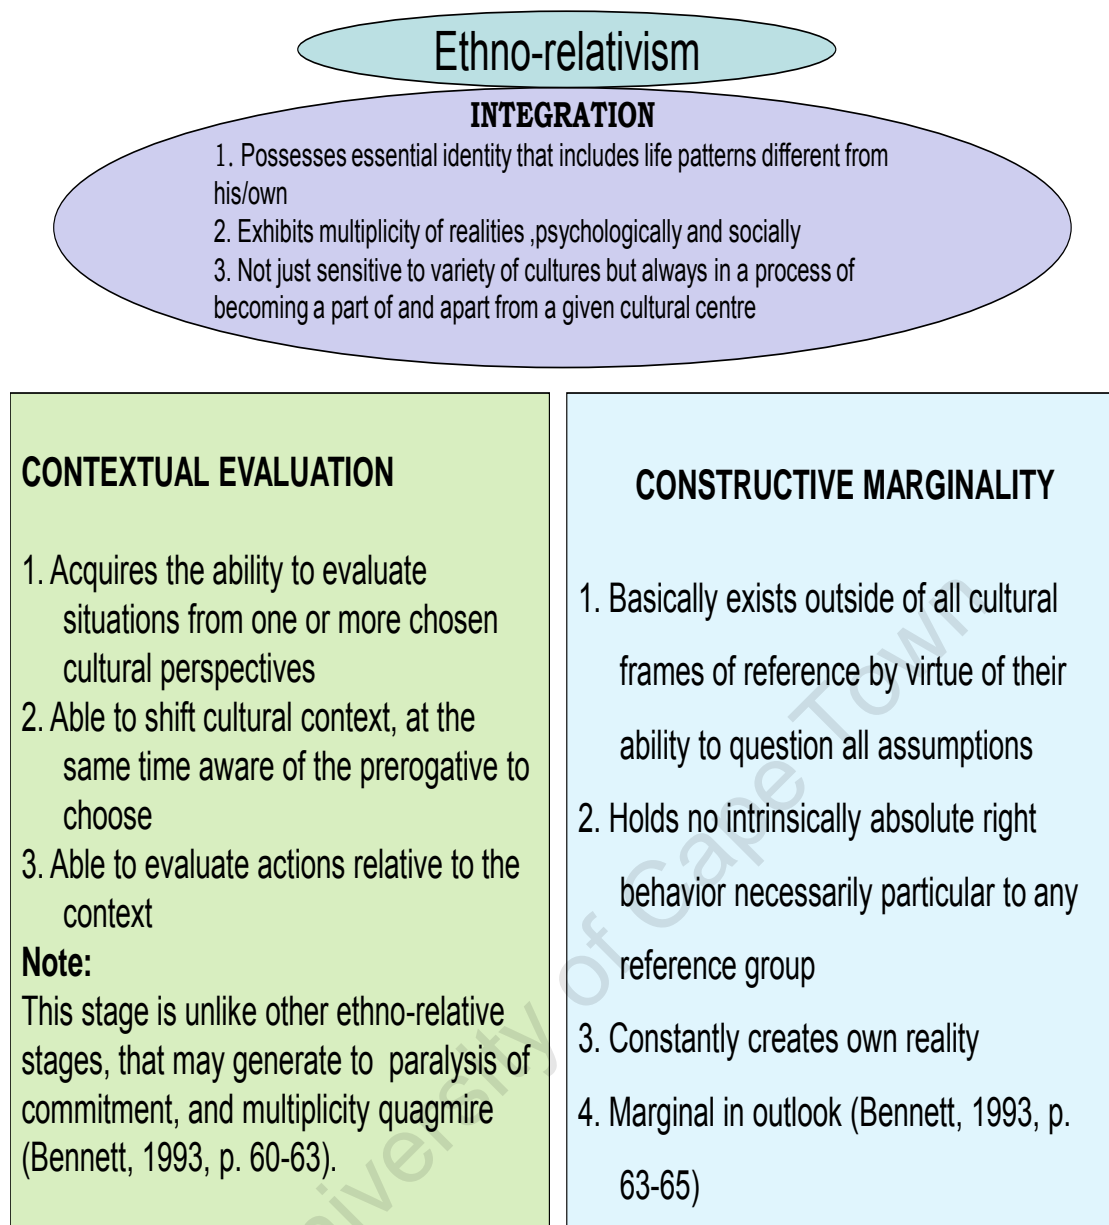 Ethno-relativism
INTEGRATION
1. Possesses essential identity that includes life patterns different from
his/own
2. Exhibits multiplicity of realities ,psychologically and socially
3. Not just sensitive to variety of cultures but always in a process of
becoming a part of and apart from a given cultural centre
CONTEXTUAL EVALUATION
1. Acquires the ability to evaluate
situations from one or more chosen
cultural perspectives
2. Able to shift cultural context, at the
same time aware of the prerogative to
choose
3. Able to evaluate actions relative to the
context
Note:
This stage is unlike other ethno-relative
stages, that may generate to paralysis of
commitment, and multiplicity quagmire
(Bennett, 1993, p. 60-63).
CONSTRUCTIVE MARGINALITY
1. Basically exists outside of all cultural
frames of reference by virtue of their
ability to question all assumptions
2. Holds no intrinsically absolute right
behavior necessarily particular to any
reference group
3. Constantly creates own reality
4. Marginal in outlook (Bennett, 1993, p.
63-65)
niversity of Cape Town